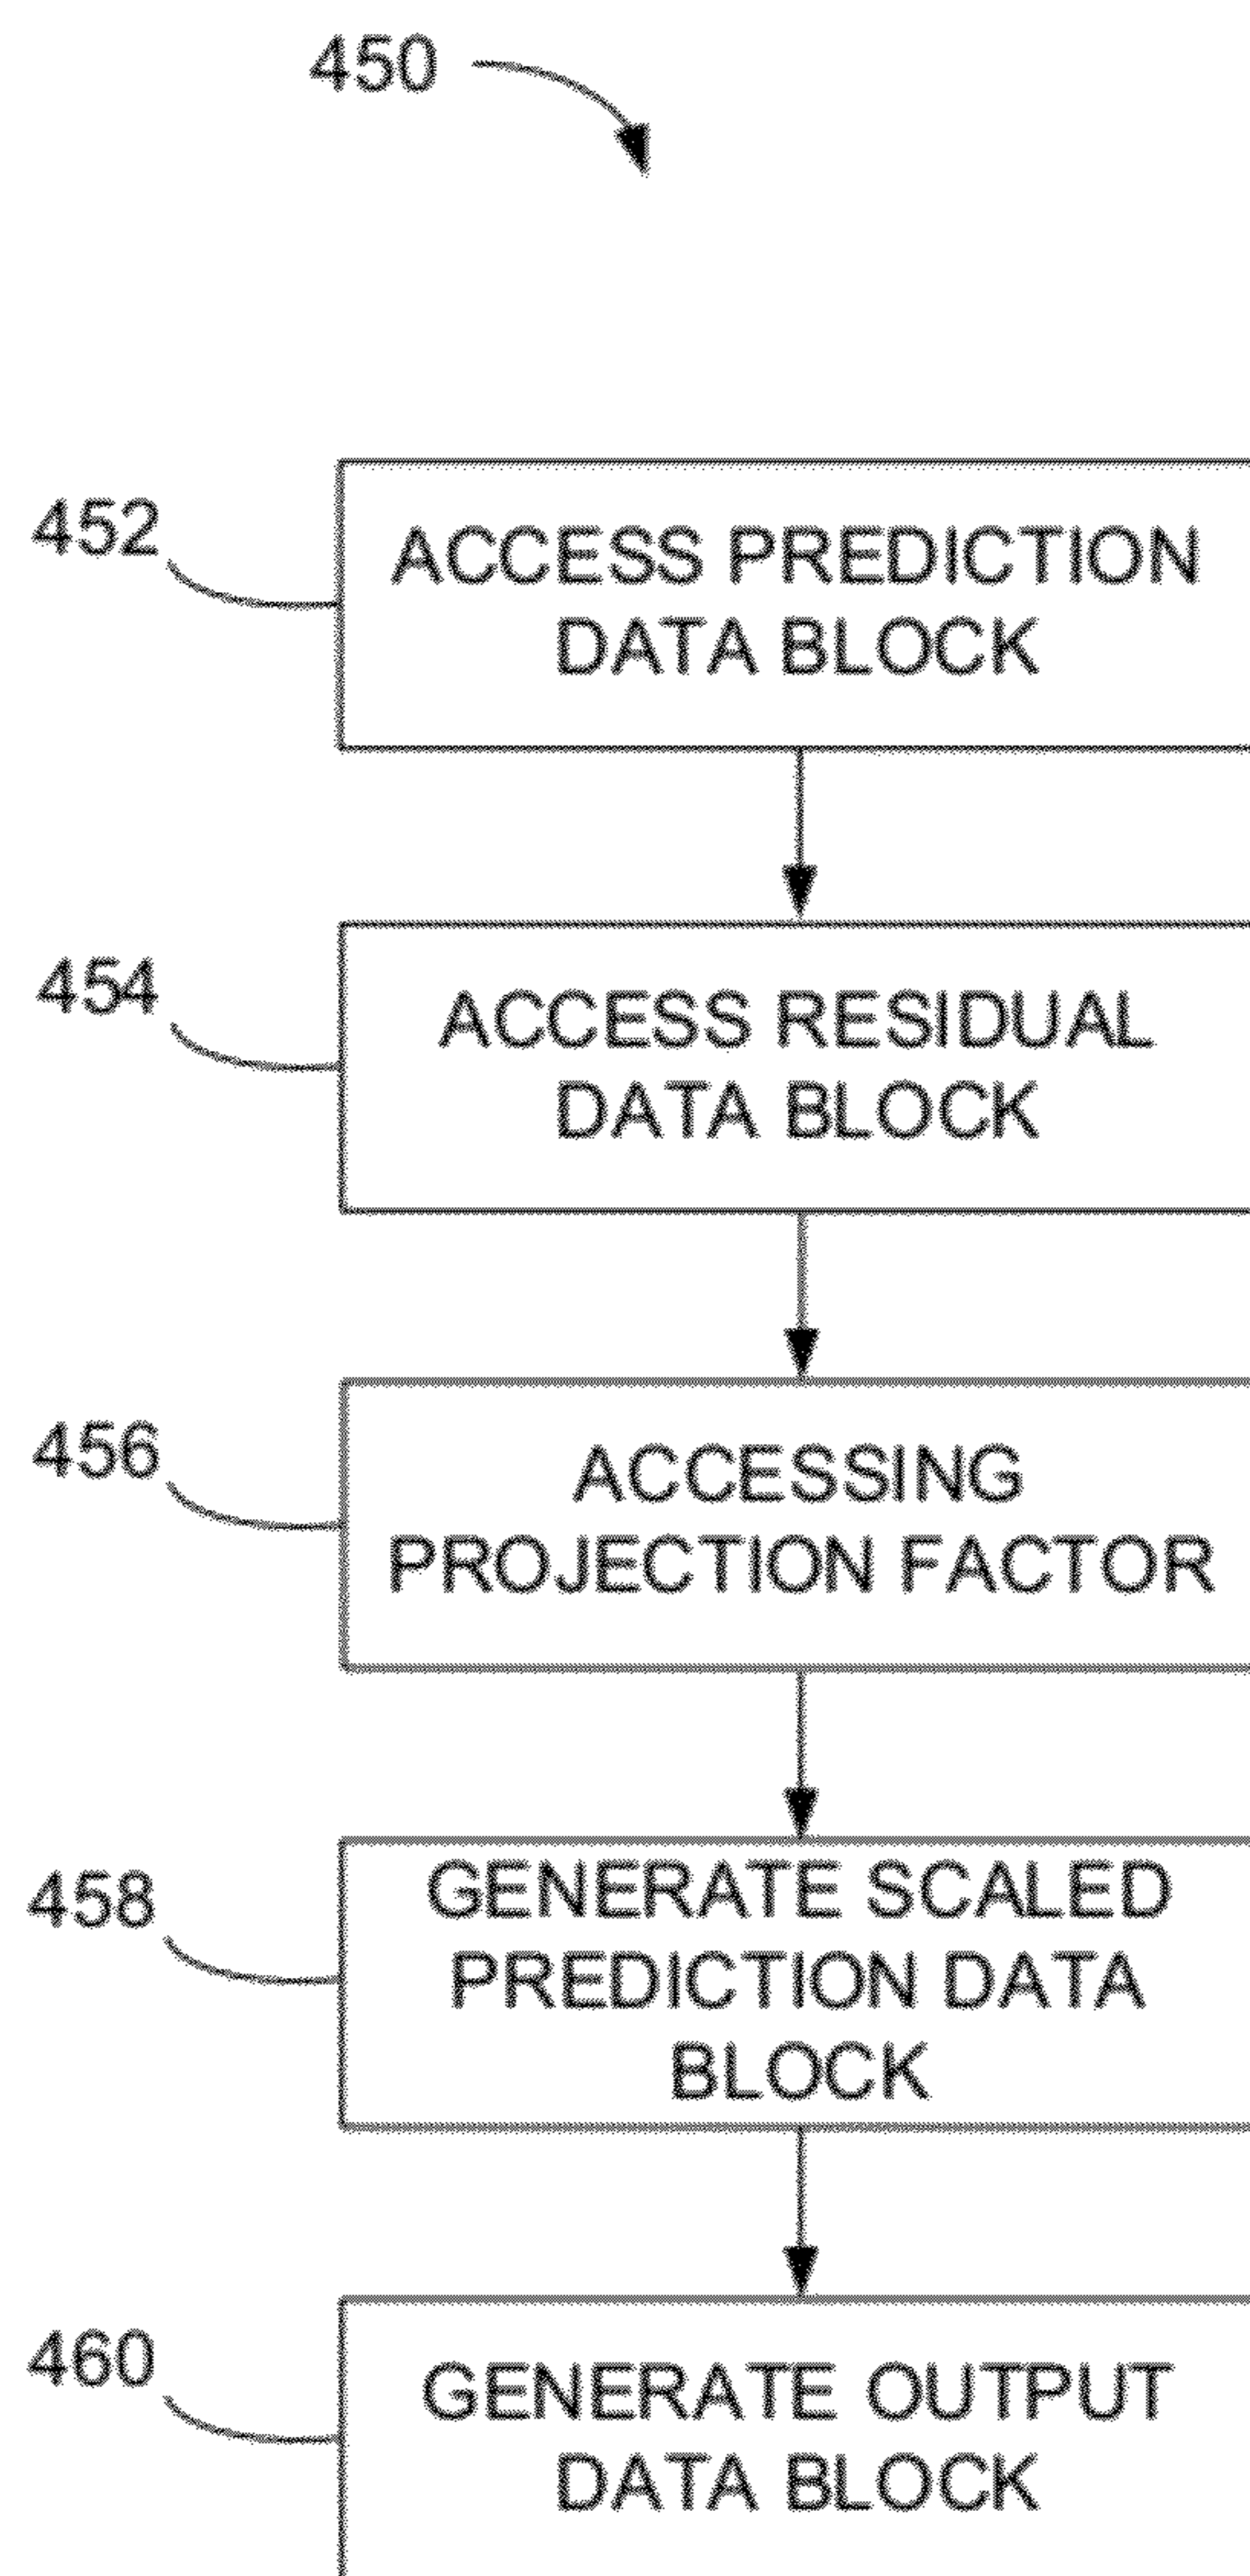 450
452
ACCESS PREDICTION
DATA BLOCK
454
ACCESS RESIDUAL
DATA BLOCK
456
ACCESSING
PROJECTION FACTOR
458
GENERATE SCALED
PREDICTION DATA
BLOCK
460
GENERATE OUTPUT
DATA BLOCK